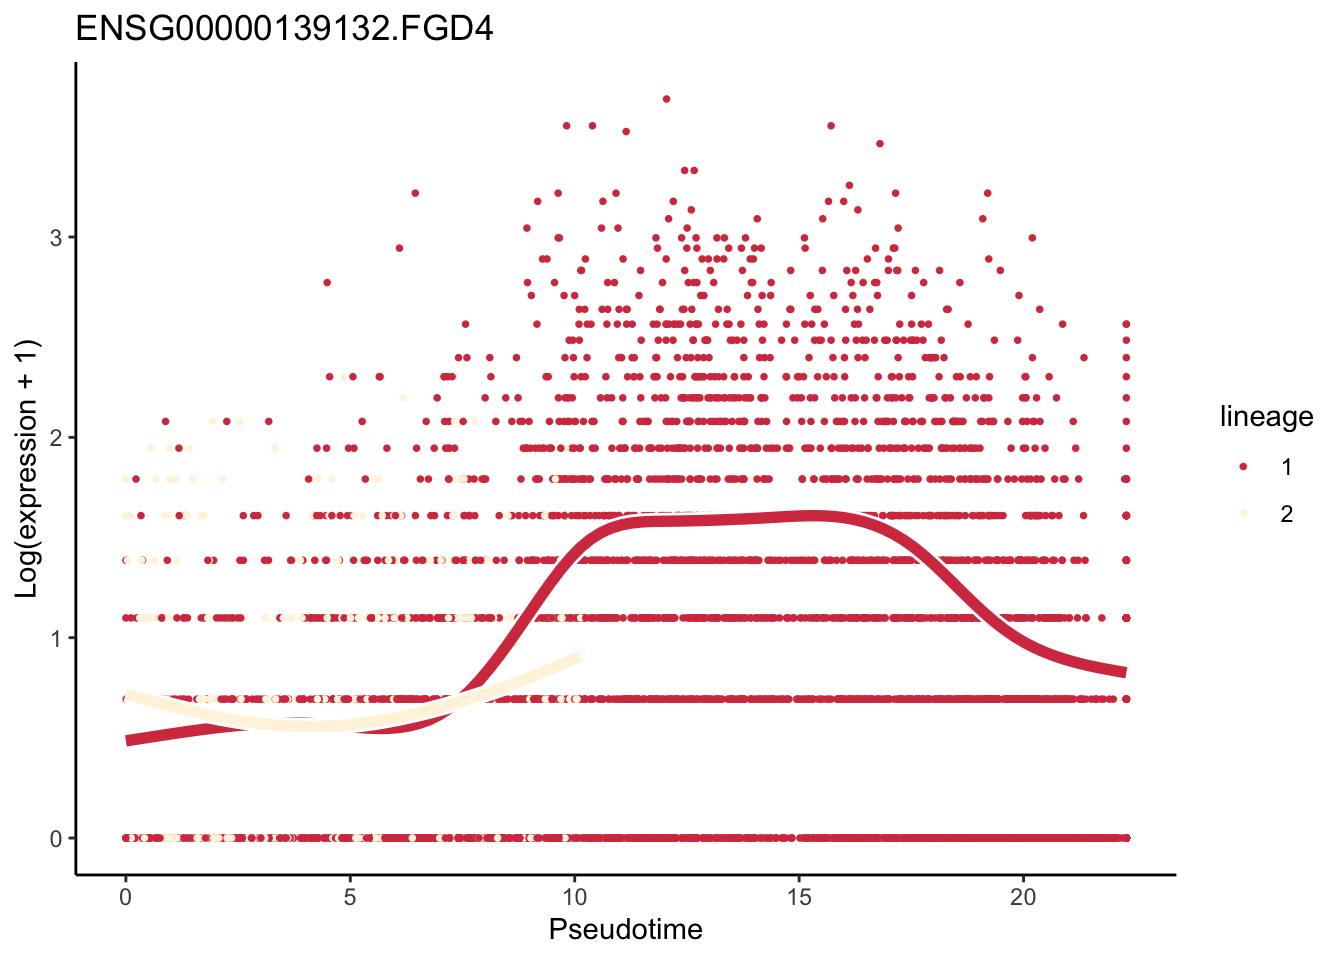 ENSG00000139132.FGD4
Log(expression + 1)
3
2
1
0
0 5 10 15 20
Pseudotime
lineage
1
2